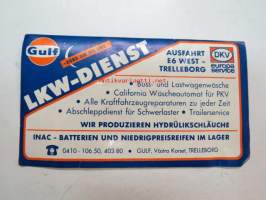 Gulf
LKW-DIENST
AUSFAHRT
E6 WEST -
TRELLEBORG
DKV
europa
service
• Buss- und Lastwagenwäsche
• California Wäscheautomat für PKV
• Alle Kraftfahrzeugreparaturen zu jeder Zeit
• Abschleppdienst für Schwerlaster • Trailerservice
WIR PRODUZIEREN HYDRÜLIKSCHLÄUCHE
INAC - BATTERIEN UND NIEDRIGPREISREIFEN IM LAGER
0410 - 106 50, 403 80 • GULF, Västra Korset, TRELLEBORG